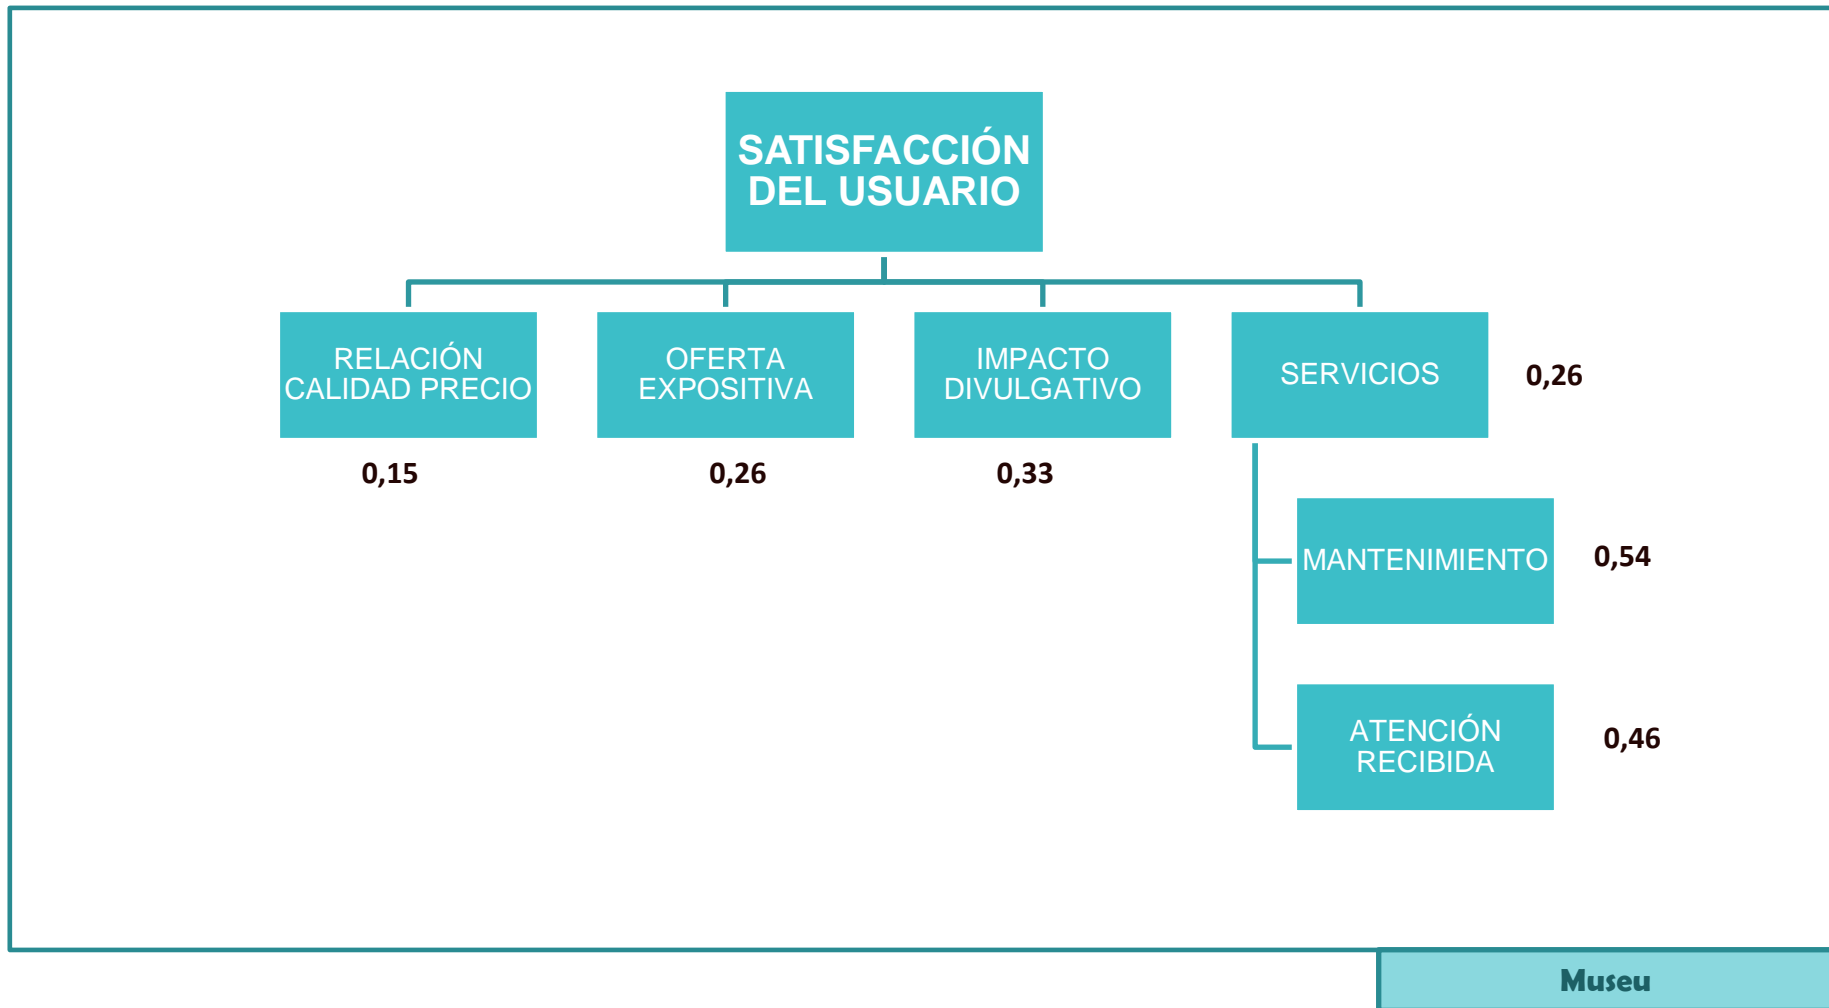 SATISFACCIÓN
DEL USUARIO
RELACIÓN
CALIDAD PRECIO
OFERTA
EXPOSITIVA
IMPACTO
DIVULGATIVO
SERVICIOS
0,26
0,15
0,26
0,33
MANTENIMIENTO
0,54
ATENCIÓN
RECIBIDA
0,46
Museu